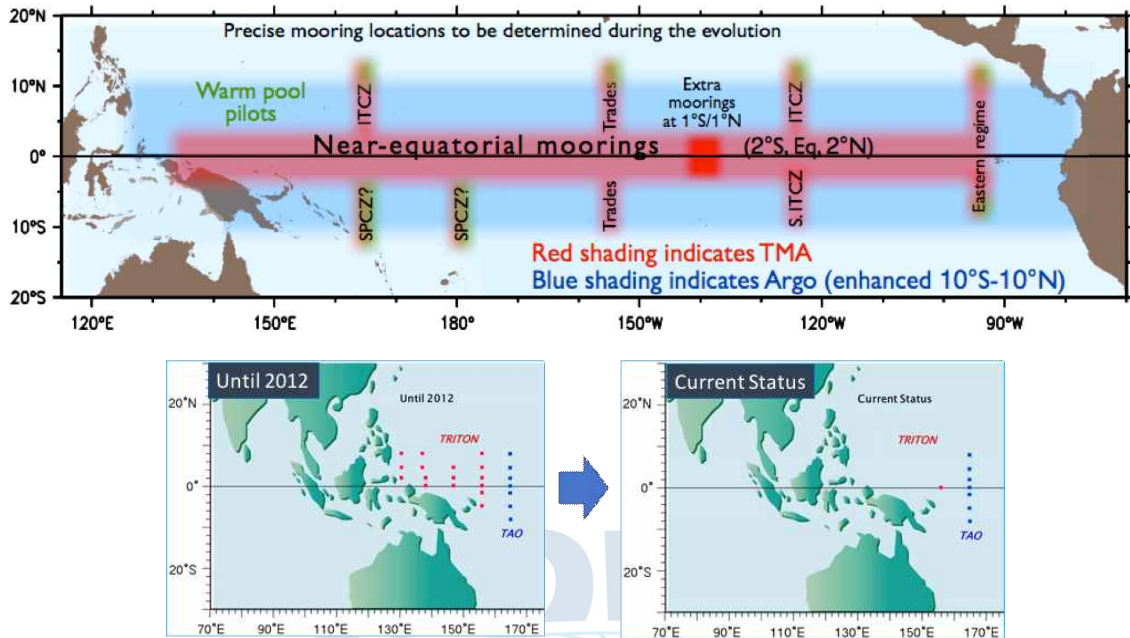 20°N
Precise mooring locations to be determined during the evolution
10°N
Warm pool
pilots
ITCZ
Trades
Extra
moorings
at 1°S/1°N
ITCZ
Eastern regime
0°
Near-equatorial moorings (2°S, Eq, 2°N)
10°S
SPCZ?
SPCZ?
Trades
S.ITCZ
Red shading indicates TMA
Blue shading indicates Argo (enhanced 10°S-10°N)
20°S
120°E 150°E 180° 150°W 120°W 90°W
Until 2012
Until 2012
20°N
TRITON
0°
TAO
20°S
70°E 90°E 110°E 130°E 150°E 170°E
Current Status
Current Status
20°N
TRITON
0°
TAO
20°S
70°E 90°E 110°E 130°E 150°E 170°E